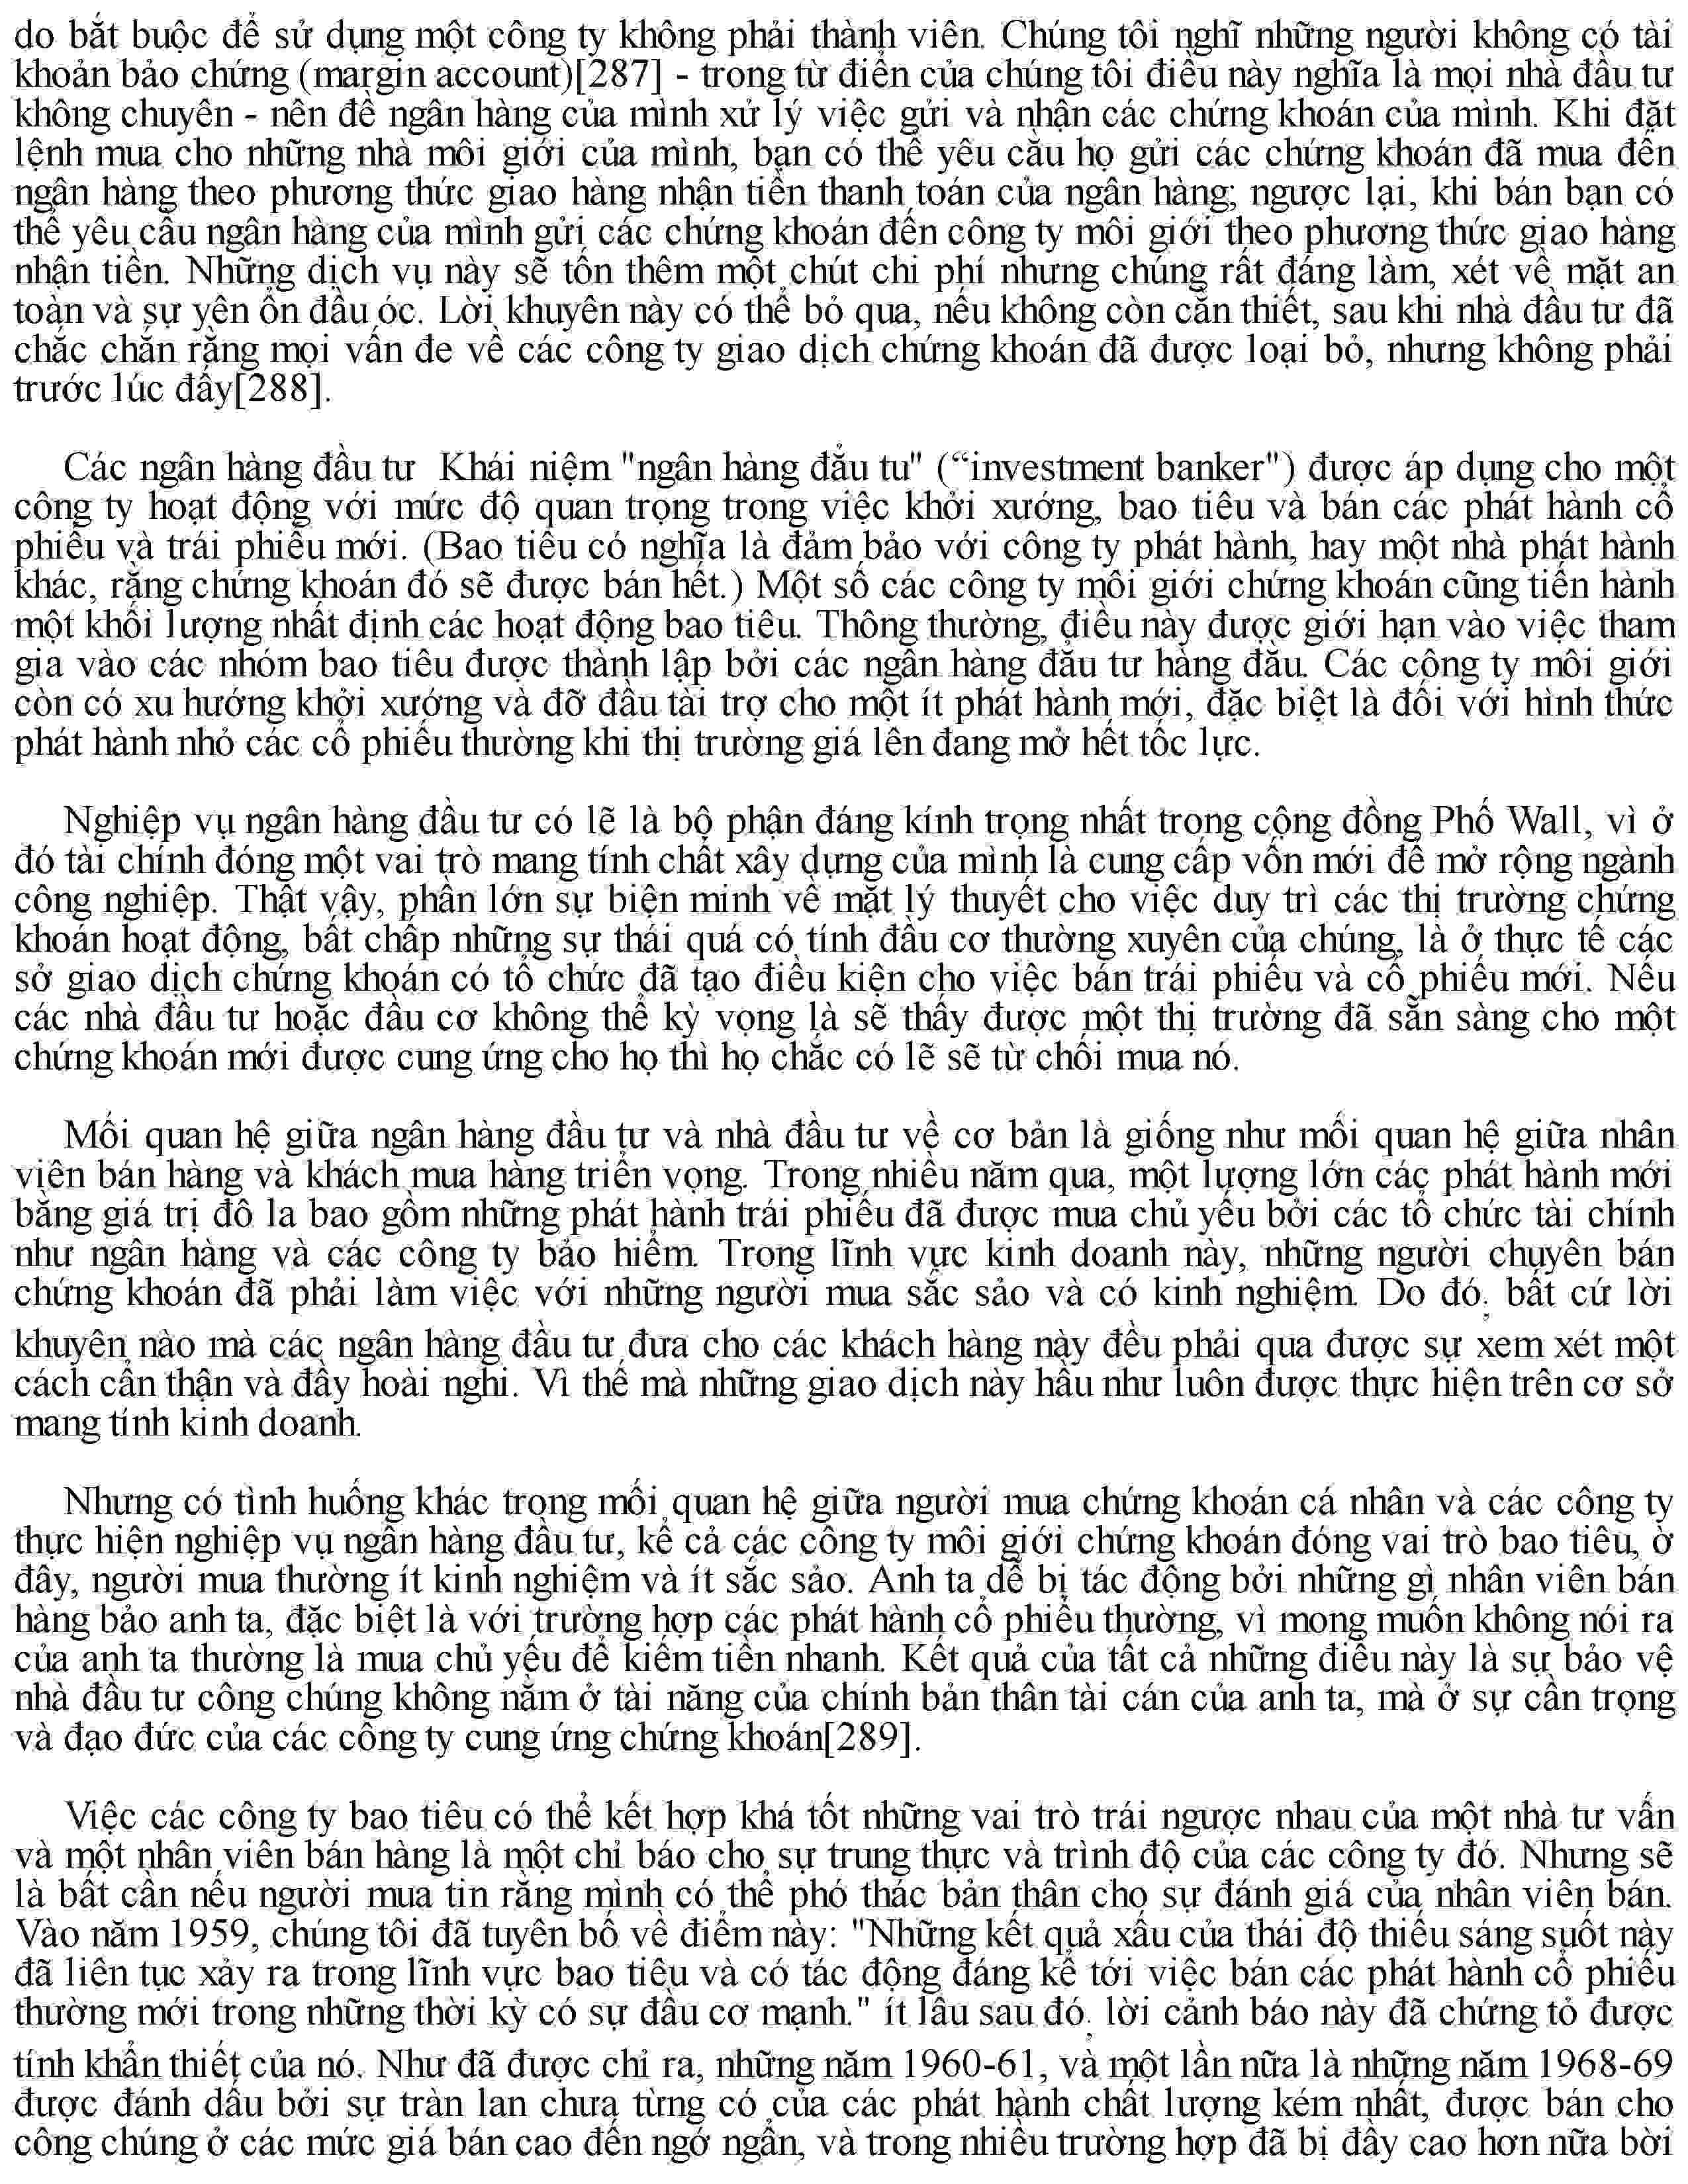 do bắt buộc để sử dụng một công ty không phải thành viên. Chúng tôi nghĩ những người không có tài
khoản bảo chứng (margin account)[287] - trong từ điển của chúng tôi điều này nghĩa là mọi nhà đầu tư
không chuyên - nên để ngân hàng của mình xử lý việc gửi và nhận các chứng khoán của mình. Khi đặt
lệnh mua cho những nhà môi giới của mình, bạn có thể yêu cầu họ gửi các chứng khoán đã mua đến
ngân hàng theo phương thức giao hàng nhận tiền thanh toán của ngân hàng; ngược lại, khi bán bạn có
thể yêu cầu ngân hàng của mình gửi các chứng khoán đến công ty môi giới theo phương thức giao hàng
nhận tiền. Những dịch vụ này sẽ tốn thêm một chút chi phí nhưng chúng rất đáng làm, xét về mặt an
toàn và sự yên ổn đầu óc. Lời khuyên này có thể bỏ qua, nếu không còn cần thiết, sau khi nhà đầu tư đã
chắc chắn rằng mọi vấn đe về các công ty giao dịch chứng khoán đã được loại bỏ, nhưng không phải
trước lúc đấy[288].
Các ngân hàng đầu tư  Khái niệm "ngân hàng đẳu tu" (“investment banker") được áp dụng cho một
công ty hoạt động với mức độ quan trọng trong việc khởi xướng, bao tiêu và bán các phát hành cổ
phiếu và trái phiếu mới. (Bao tiêu có nghĩa là đảm bảo với công ty phát hành, hay một nhà phát hành
khác, rằng chứng khoán đó sẽ được bán hết.) Một số các công ty môi giới chứng khoán cũng tiến hành
một khối lượng nhất định các hoạt động bao tiêu. Thông thường, điều này được giới hạn vào việc tham
gia vào các nhóm bao tiêu được thành lập bởi các ngân hàng đầu tư hàng đầu. Các công ty môi giới
còn có xu hướng khởi xướng và đỡ đầu tài trợ cho một ít phát hành mới, đặc biệt là đối với hình thức
phát hành nhỏ các cổ phiếu thường khi thị trường giá lên đang mở hết tốc lực.
Nghiệp vụ ngân hàng đầu tư có lẽ là bộ phận đáng kính trọng nhất trong cộng đồng Phố Wall, vì ở
đó tài chính đóng một vai trò mang tính chất xây dựng của mình là cung cấp vốn mới để mở rộng ngành
công nghiệp. Thật vậy, phần lớn sự biện minh về mặt lý thuyết cho việc duy trì các thị trường chứng
khoán hoạt động, bất chấp những sự thái quá có tính đầu cơ thường xuyên của chúng, là ở thực tế các
sở giao dịch chứng khoán có tổ chức đã tạo điều kiện cho việc bán trái phiếu và cổ phiếu mới. Nếu
các nhà đầu tư hoặc đầu cơ không thể kỳ vọng là sẽ thấy được một thị trường đã sẵn sàng cho một
chứng khoán mới được cung ứng cho họ thì họ chắc có lẽ sẽ từ chối mua nó.
Mối quan hệ giữa ngân hàng đầu tư và nhà đầu tư về cơ bản là giống như mối quan hệ giữa nhân
viên bán hàng và khách mua hàng triển vọng. Trong nhiều năm qua, một lượng lớn các phát hành mới
bằng giá trị đô la bao gồm những phát hành trái phiếu đã được mua chủ yếu bởi các tổ chức tài chính
như ngân hàng và các công ty bảo hiểm. Trong lĩnh vực kinh doanh này, những người chuyên bán
chứng khoán đã phải làm việc với những người mua sắc sảo và có kinh nghiệm. Do đó, bất cứ lời
khuyên nào mà các ngân hàng đầu tư đưa cho các khách hàng này đều phải qua được sự xem xét một
cách cẩn thận và đầy hoài nghi. Vì thế mà những giao dịch này hầu như luôn được thực hiện trên cơ sở
mang tính kinh doanh.
Nhưng có tình huống khác trong mối quan hệ giữa người mua chứng khoán cá nhân và các công ty
thực hiện nghiệp vụ ngân hàng đầu tư, kể cả các công ty môi giới chứng khoán đóng vai trò bao tiêu, ờ
đây, người mua thường ít kinh nghiệm và ít sắc sảo. Anh ta dễ bị tác động bởi những gì nhân viên bán
hàng bảo anh ta, đặc biệt là với trường hợp các phát hành cổ phiếu thường, vì mong muốn không nói ra
của anh ta thường là mua chủ yếu để kiếm tiền nhanh. Kết quả của tất cả những điều này là sự bảo vệ
nhà đầu tư công chúng không nằm ở tài năng của chính bản thân tài cán của anh ta, mà ở sự cẩn trọng
và đạo đức của các công ty cung ứng chứng khoán[289].
Việc các công ty bao tiêu có thể kết hợp khá tốt những vai trò trái ngược nhau của một nhà tư vấn
và một nhân viên bán hàng là một chỉ báo cho sự trung thực và trình độ của các công ty đó. Nhưng sẽ
là bất cẩn nếu người mua tin rằng mình có thể phó thác bản thân cho sự đánh giá của nhân viên bán.
Vào năm 1959, chúng tôi đã tuyên bố về điểm này: "Những kết quả xấu của thái độ thiếu sáng suốt này
đã liên tục xảy ra trong lĩnh vực bao tiêu và có tác động đáng kể tới việc bán các phát hành cổ phiếu
thường mới trong những thời kỳ có sự đầu cơ mạnh." ít lâu sau đó, lời cảnh báo này đã chứng tỏ được
tính khẩn thiết của nó. Như đã được chỉ ra, những năm 1960-61, và một lần nữa là những năm 1968-69
được đánh dấu bởi sự tràn lan chưa từng có của các phát hành chất lượng kém nhất, được bán cho
công chúng ở các mức giá bán cao đến ngớ ngẩn, và trong nhiều trường hợp đã bị đầy cao hơn nữa bời